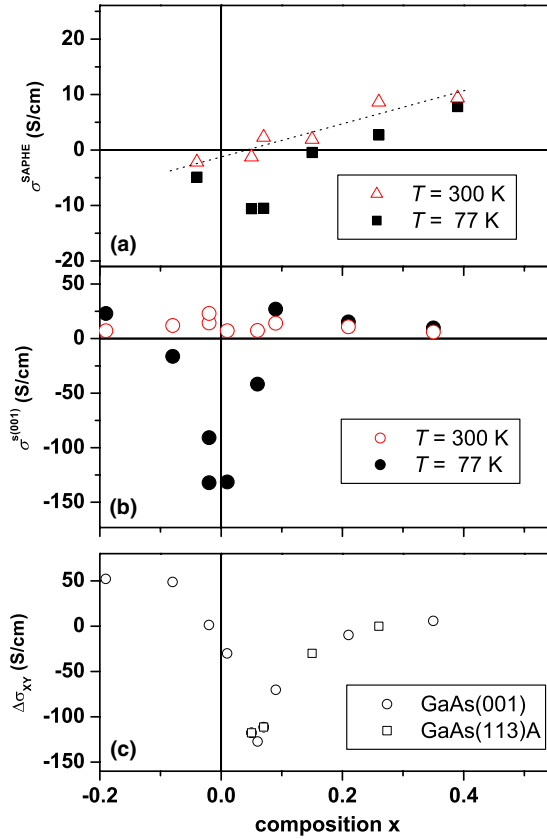 20
10
0
-10
-20
σ^SAPHE (S/cm)
T = 300 K
T = 77 K
(a)
50
25
0
-50
-100
-150
σ^s(001) (S/cm)
T = 300 K
T = 77 K
(b)
50
0
-50
-100
-150
Δσ_XY (S/cm)
GaAs(001)
GaAs(113)A
(c)
-0.2
0.0
0.2
0.4
composition x